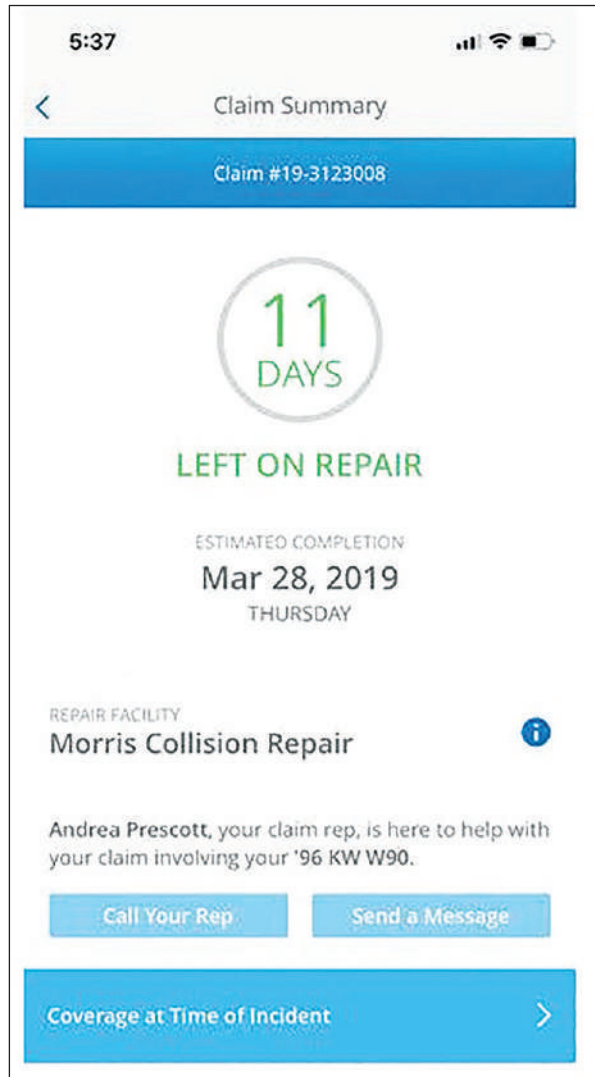 5:37
Claim Summary
Claim #19-3123008
11
DAYS
LEFT ON REPAIR
ESTIMATED COMPLETION
Mar 28, 2019
THURSDAY
REPAIR FACILITY
Morris Collision Repair
Andrea Prescott, your claim rep, is here to help with
your claim involving your '96 KW W90.
Call Your Rep
Send a Message
Coverage at Time of Incident